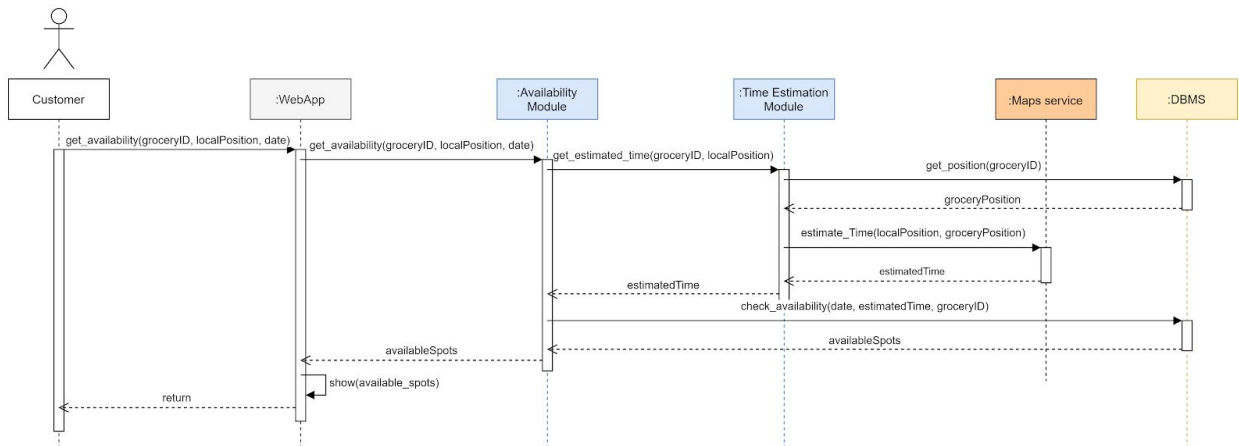 Customer
:WebApp
:Availability
Module
:Time Estimation
Module
:Maps service
:DBMS
get_availability(groceryID, localPosition, date)
get_availability(groceryID, localPosition, date)
get_estimated_time(groceryID, localPosition)
get_position(groceryID)
groceryPosition
estimate_Time(localPosition, groceryPosition)
estimatedTime
estimatedTime
check_availability(date, estimatedTime, groceryID)
availableSpots
availableSpots
show(available_spots)
return